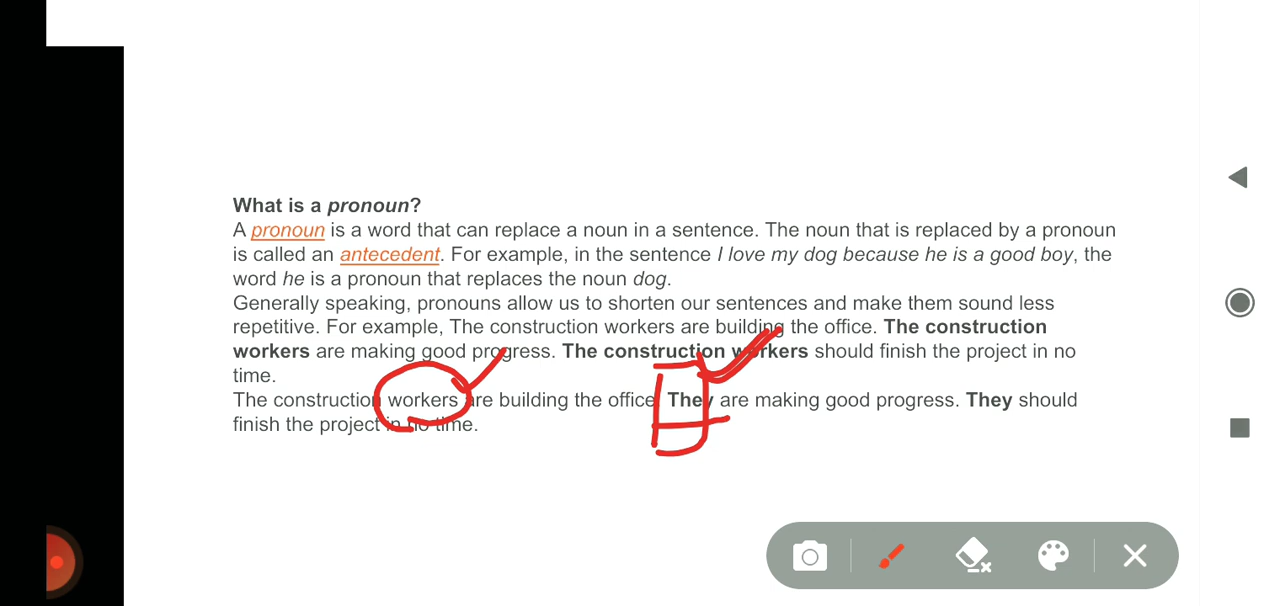 What is a pronoun?
A pronoun is a word that can replace a noun in a sentence. The noun that is replaced by a pronoun
is called an antecedent. For example, in the sentence I love my dog because he is a good boy, the
word he is a pronoun that replaces the noun dog.
Generally speaking, pronouns allow us to shorten our sentences and make them sound less
repetitive. For example, The construction workers are building the office. The construction
workers are making good progress. The construction workers should finish the project in no
time.
The construction workers are building the office. They are making good progress. They should
finish the project in no time.